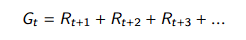 Gₜ = Rₜ₊₁ + Rₜ₊₂ + Rₜ₊₃ + ...